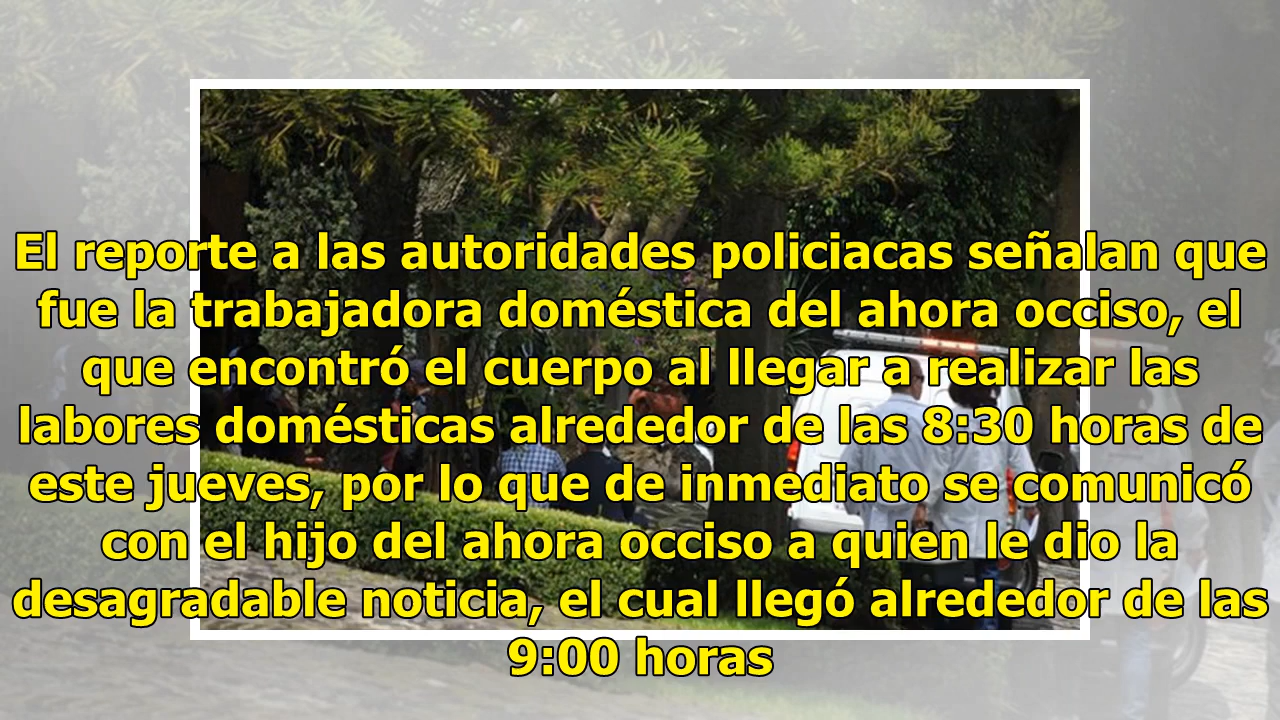 El reporte a las autoridades policiacas señalan que
fue la trabajadora doméstica del ahora occiso, el
que encontró el cuerpo al llegar a realizar las
labores domésticas alrededor de las 8:30 horas de
este jueves, por lo que de inmediato se comunicó
con el hijo del ahora occiso a quien le dio la
desagradable noticia, el cual llegó alrededor de las
9:00 horas